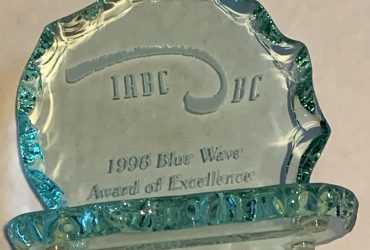 IABC BC
1996 Blue Wave
Award of Excellence